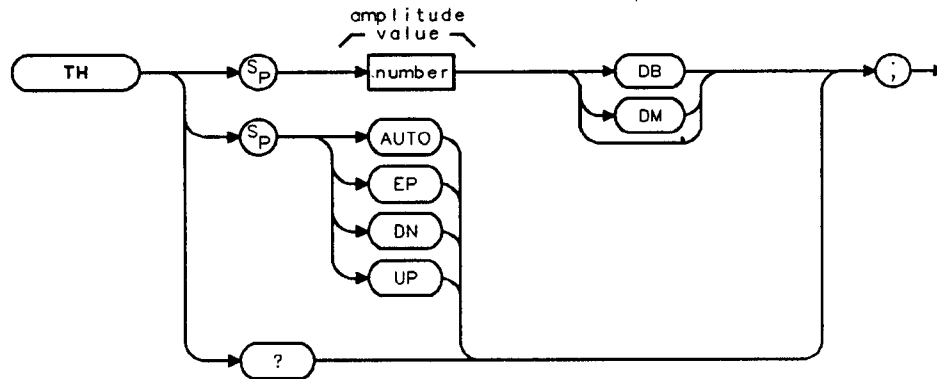 amplitude
value
TH SP number DB ;
DM
SP AUTO
EP
DN
UP
?